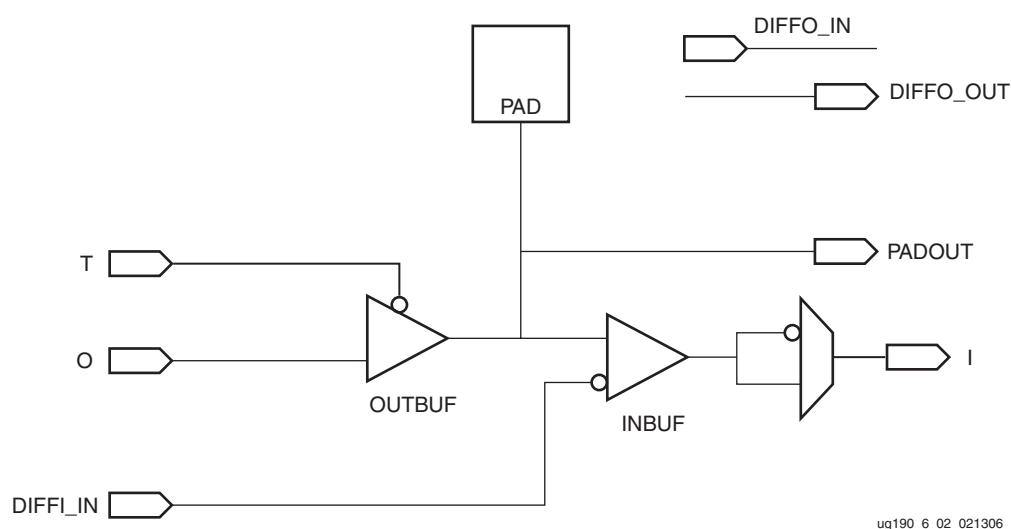 DIFFO_IN
DIFFO_OUT
PAD
T
PADOUT
O
I
OUTBUF
INBUF
DIFFI_IN
ug190_6_02_021306